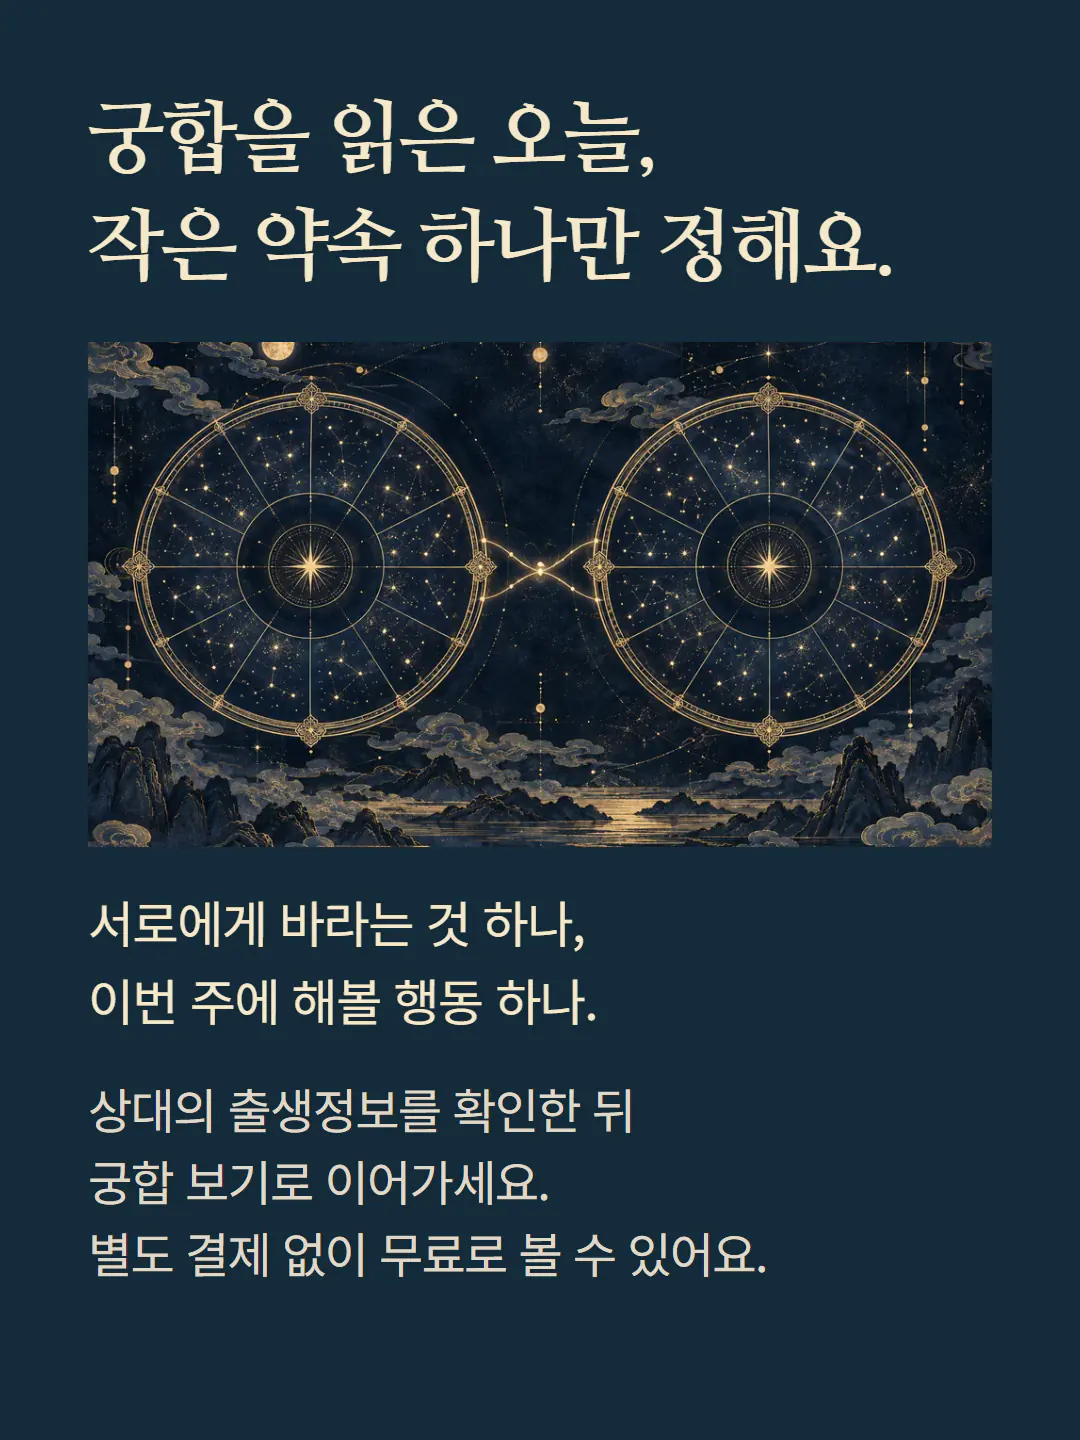 궁합을 읽은 오늘,
작은 약속 하나만 정해요.
서로에게 바라는 것 하나,
이번 주에 해볼 행동 하나.
상대의 출생정보를 확인한 뒤
궁합 보기로 이어가세요.
별도 결제 없이 무료로 볼 수 있어요.